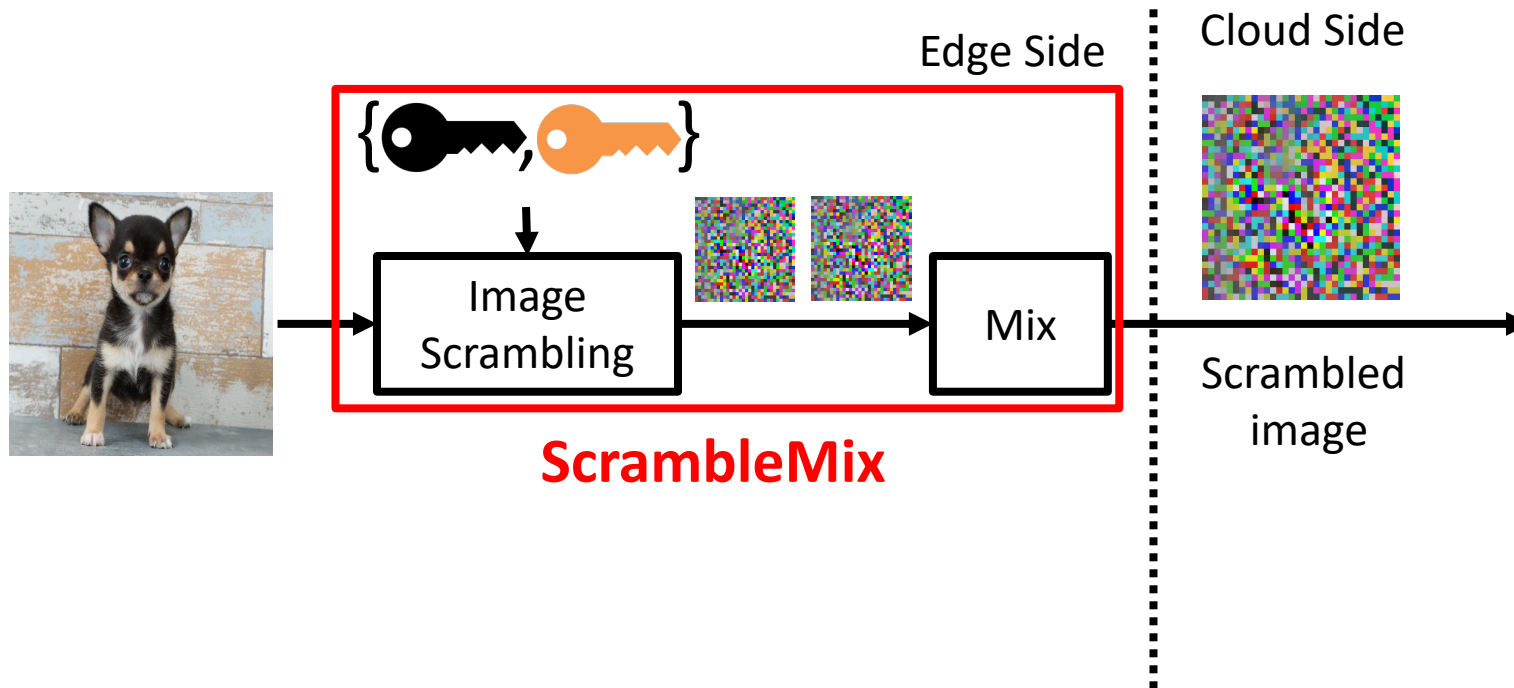 Edge Side
Cloud Side
{ , }
Image
Scrambling
Mix
Scrambled
image
ScrambleMix